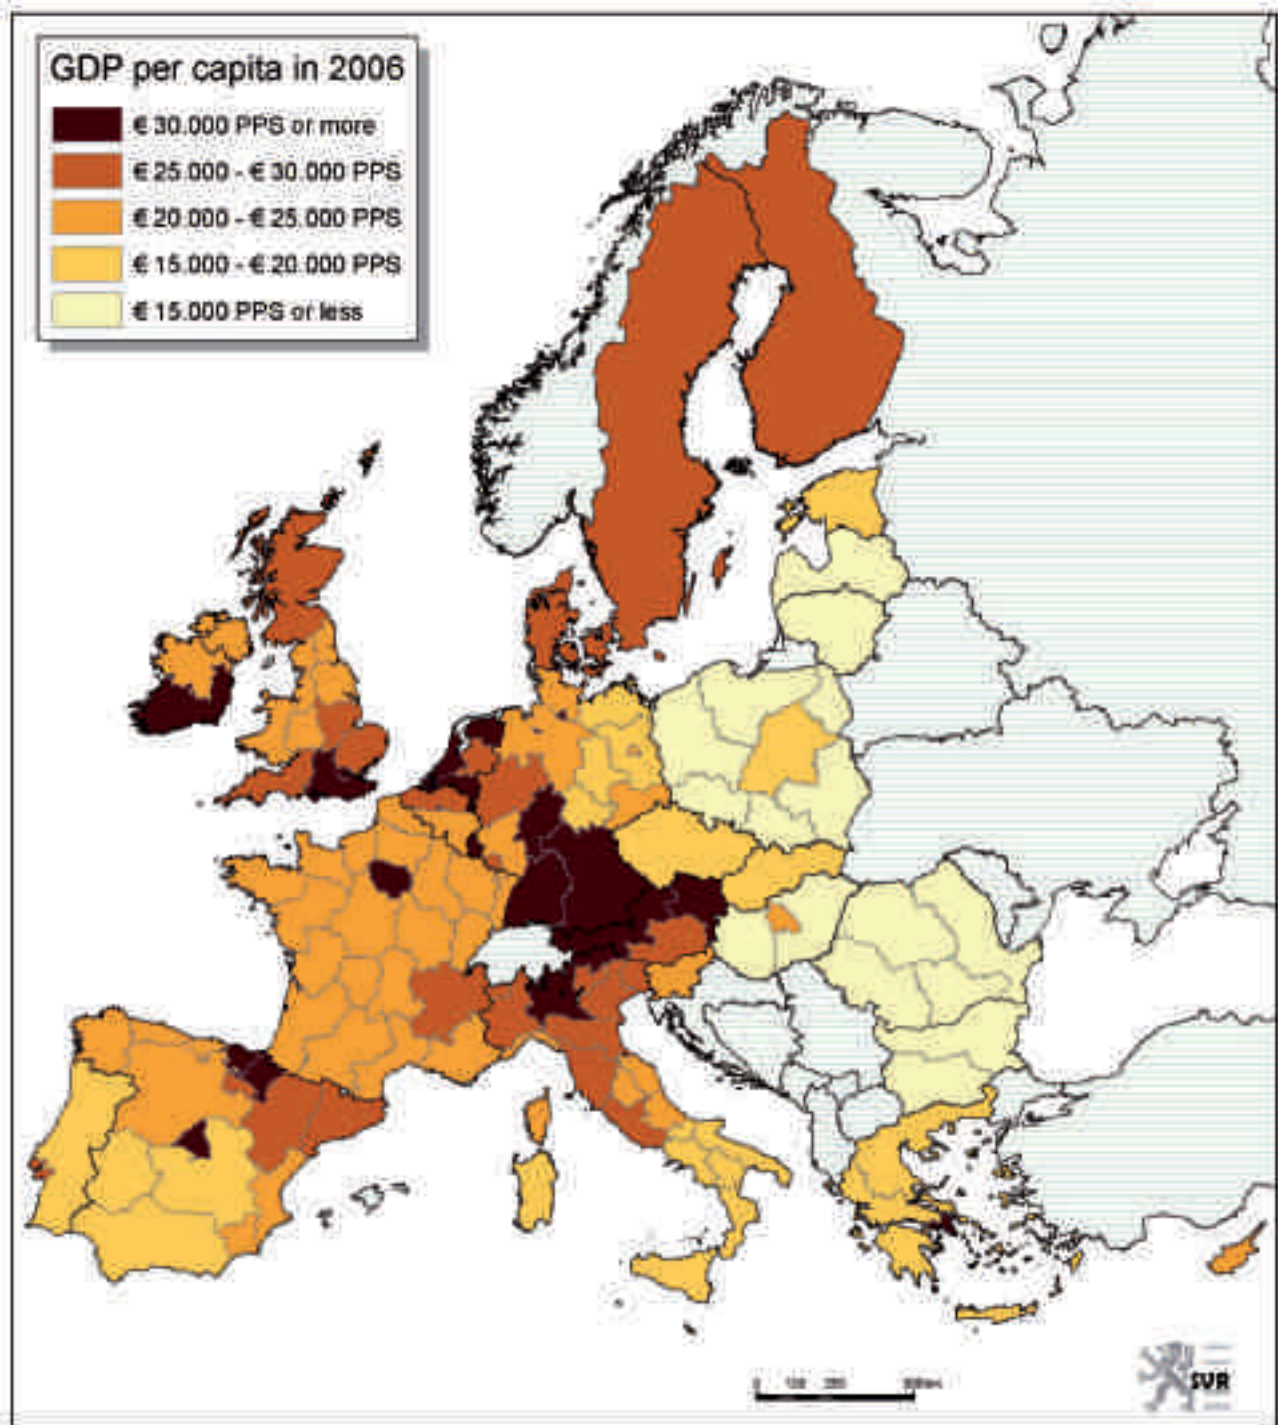 GDP per capita in 2006
€ 30.000 PPS or more
€ 25.000 - € 30.000 PPS
€ 20.000 - € 25.000 PPS
€ 15.000 - € 20.000 PPS
€ 15.000 PPS or less
SVR